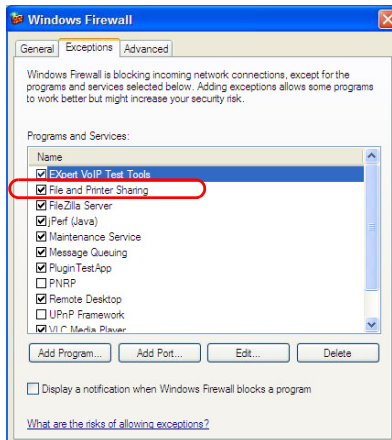 Windows Firewall
General Exceptions Advanced
Windows Firewall is blocking incoming network connections, except for the
programs and services selected below. Adding exceptions allows some programs
to work better but might increase your security risk.
Programs and Services:
Name
EXpert VoIP Test Tools
File and Printer Sharing
FileZilla Server
jPerf (Java)
Maintenance Service
Message Queuing
PluginTestApp
PNRP
Remote Desktop
UPnP Framework
VLC Media Player
Add Program... Add Port... Edit... Delete
Display a notification when Windows Firewall blocks a program
What are the risks of allowing exceptions?